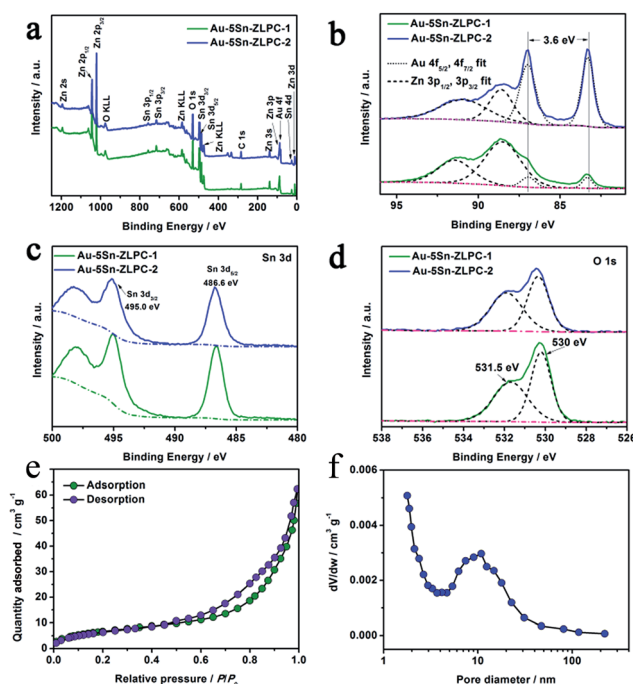 a
Au-5Sn-ZLPC-1
Au-5Sn-ZLPC-2
Intensity / a.u.
Zn 2s
Zn 2p1/2
Zn 2p3/2
O KLL
Sn 3p1/2
Sn 3p3/2
Zn KLL
O 1s
Sn 3d3/2
Sn 3d5/2
Zn KLL
C 1s
Zn 3s
Zn 3p
Au 4f
Sn 4d
Zn 3d
1250 1000 800 600 400 200 0
Binding Energy / eV
b
Au-5Sn-ZLPC-1
Au-5Sn-ZLPC-2
3.6 eV
Au 4f5/2, 4f7/2 fit
Zn 3p1/2, 3p3/2 fit
Intensity / a.u.
95 90 85
Binding Energy / eV
c
Au-5Sn-ZLPC-1
Au-5Sn-ZLPC-2
Sn 3d
Sn 3d3/2
495.0 eV
Sn 3d5/2
486.6 eV
Intensity / a.u.
500 495 490 485 480
Binding Energy / eV
d
Au-5Sn-ZLPC-1
Au-5Sn-ZLPC-2
O 1s
531.5 eV
530 eV
Intensity / a.u.
538 536 534 532 530 528 526
Binding Energy / eV
e
Adsorption
Desorption
Quantity adsorbed / cm3 g-1
60
50
40
30
20
10
0
0.0 0.2 0.4 0.6 0.8 1.0
Relative pressure / P/P
f
dV/dw / cm3 g-1
0.006
0.004
0.002
0.000
1 10 100
Pore diameter / nm